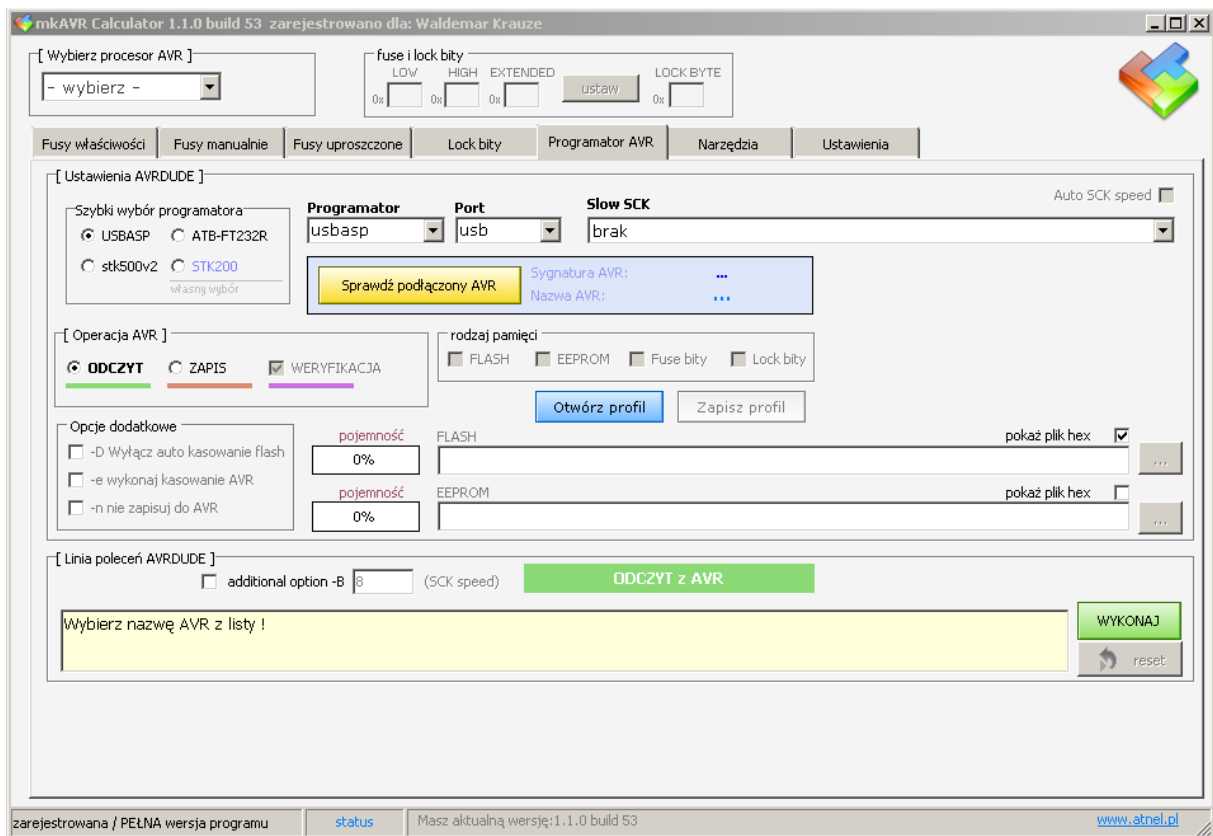 mkAVR Calculator 1.1.0 build 53 zarejestrowano dla: Waldemar Krauze
[ Wybierz procesor AVR ]
- wybierz -
fuse i lock bity
LOW HIGH EXTENDED LOCK BYTE
0x 0x 0x ustaw 0x
Fusy właściwości Fusy manualnie Fusy uproszczone Lock bity Programator AVR Narzędzia Ustawienia
[ Ustawienia AVRDUDE ]
Auto SCK speed
Szybki wybór programatora
USBASP ATB-FT232R
stk500v2 STK200
własny wybór
Programator Port Slow SCK
usbasp usb brak
Sprawdź podłączony AVR
Sygnatura AVR: ...
Nazwa AVR: ...
[ Operacja AVR ]
ODCZYT ZAPIS WERYFIKACJA
rodzaj pamięci
FLASH EEPROM Fuse bity Lock bity
Otwórz profil Zapisz profil
Opcje dodatkowe
-D Wyłącz auto kasowanie flash
-e wykonaj kasowanie AVR
-n nie zapisuj do AVR
pojemność FLASH pokaż plik hex
0% ...
pojemność EEPROM pokaż plik hex
0% ...
[ Linia poleceń AVRDUDE ]
additional option -B 8 (SCK speed) ODCZYT z AVR
Wybierz nazwę AVR z listy !
WYKONAJ
reset
zarejestrowana / PEŁNA wersja programu status Masz aktualną wersję:1.1.0 build 53 www.atnel.pl